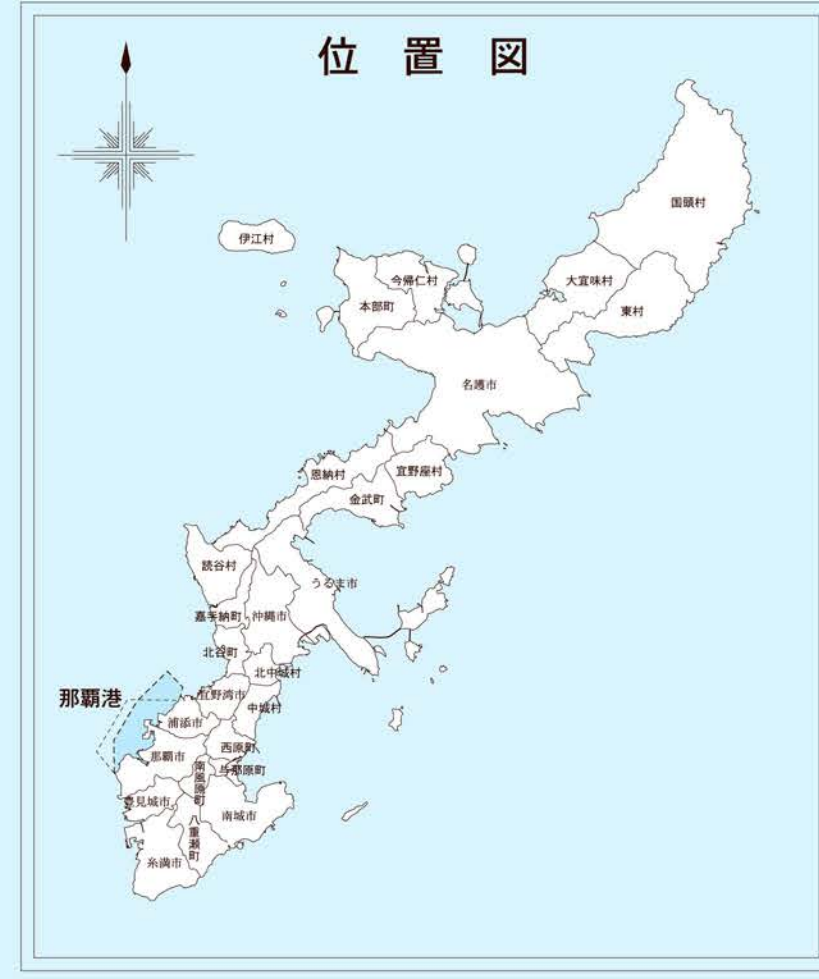 位置図
国頭村
伊江村
大宜味村
今帰仁村
本部町
東村
名護市
恩納村
宜野座村
金武町
読谷村
うるま市
嘉手納町
沖縄市
北谷町
北中城村
宜野湾市
那覇港
中城村
浦添市
西原町
那覇市
与那原町
南風原町
豊見城市
南城市
八重瀬町
糸満市